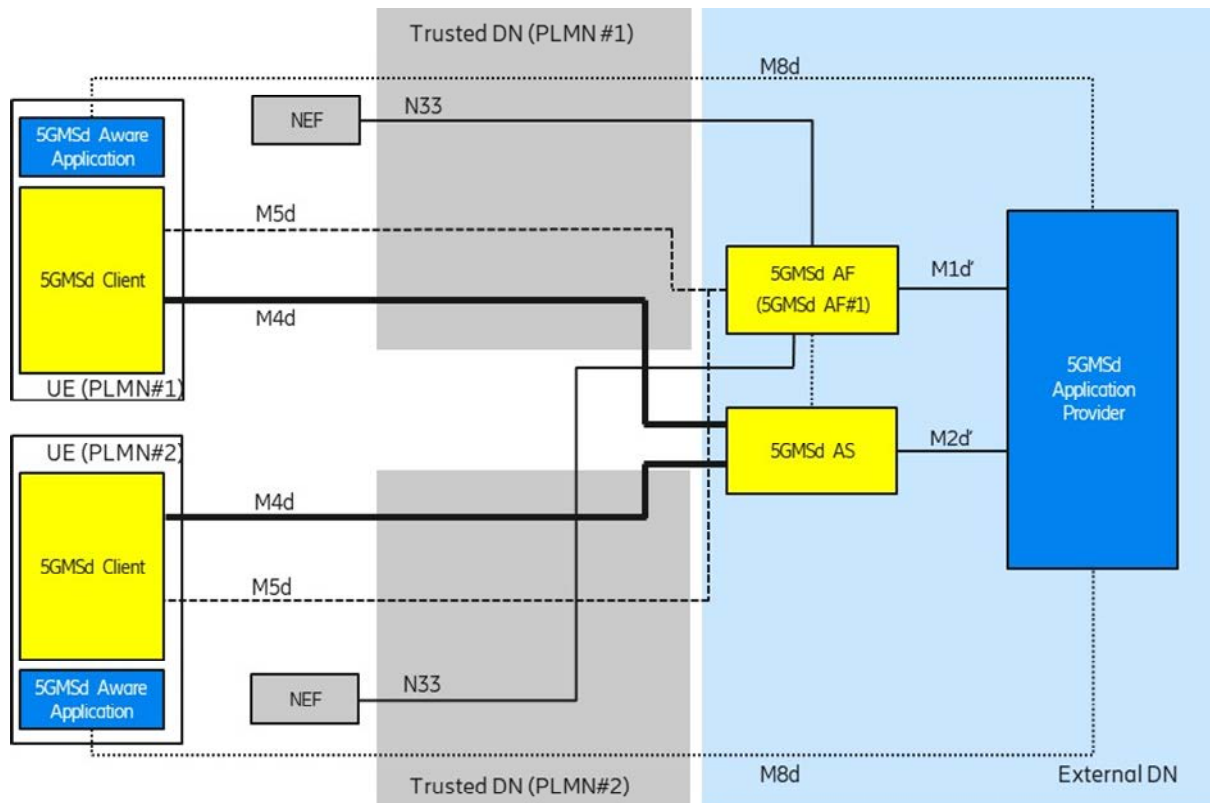 Trusted DN (PLMN #1)
M8d
NEF
N33
5GMSd Aware
Application
M5d
5GMSd Client
M4d
UE (PLMN#1)
5GMSd AF
(5GMSd AF#1)
M1d'
5GMSd
Application
Provider
5GMSd AS
M2d'
UE (PLMN#2)
M4d
5GMSd Client
M5d
5GMSd Aware
Application
NEF
N33
M8d
Trusted DN (PLMN#2)
External DN